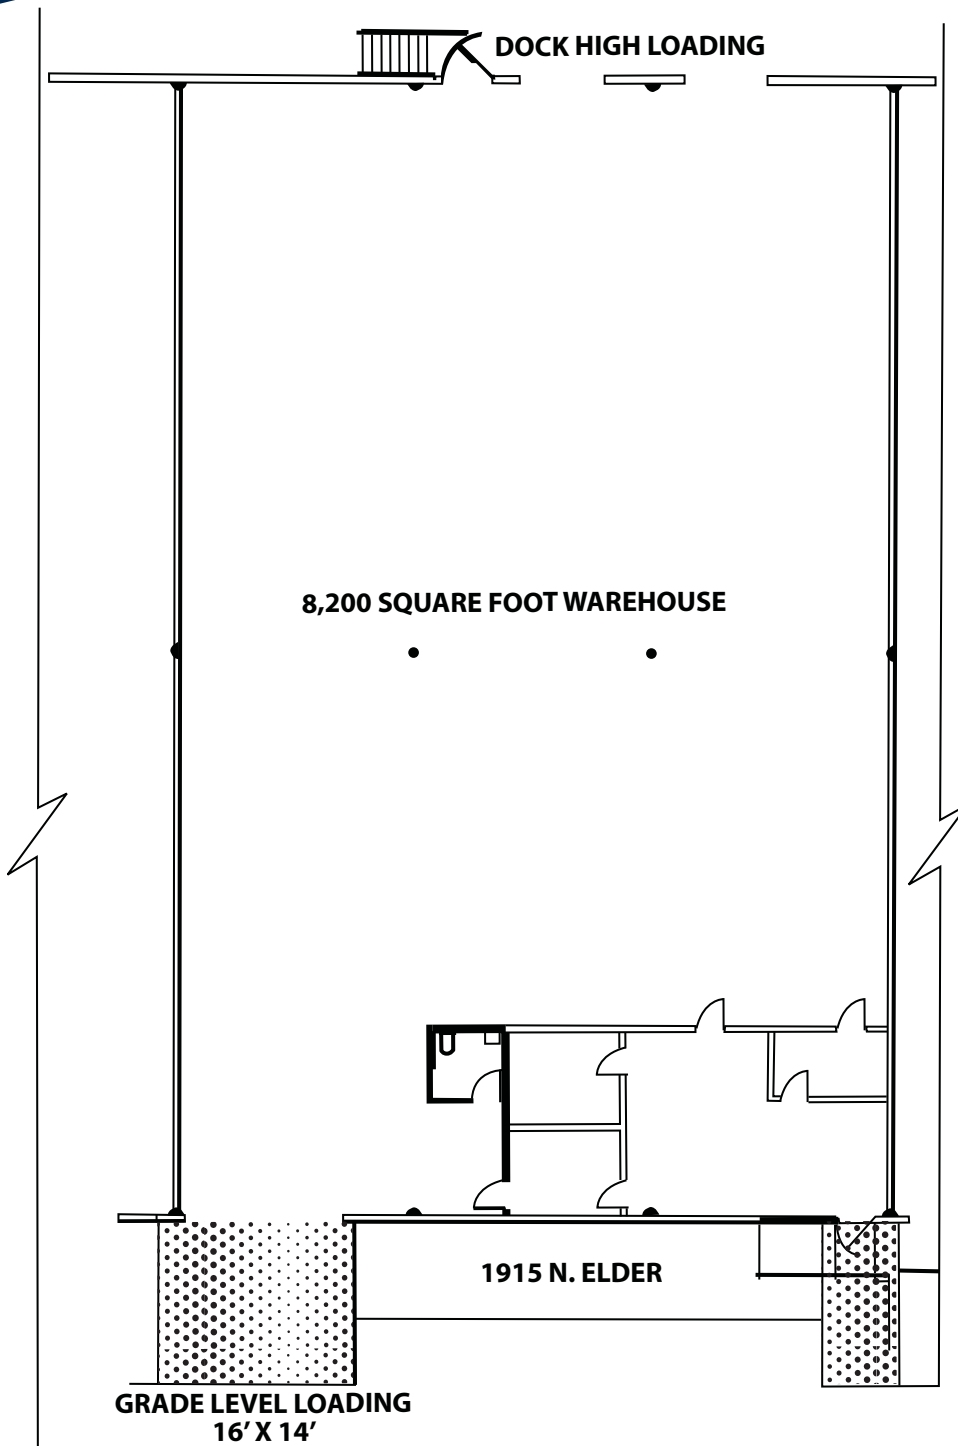 DOCK HIGH LOADING
8,200 SQUARE FOOT WAREHOUSE
1915 N. ELDER
GRADE LEVEL LOADING
16’ X 14’